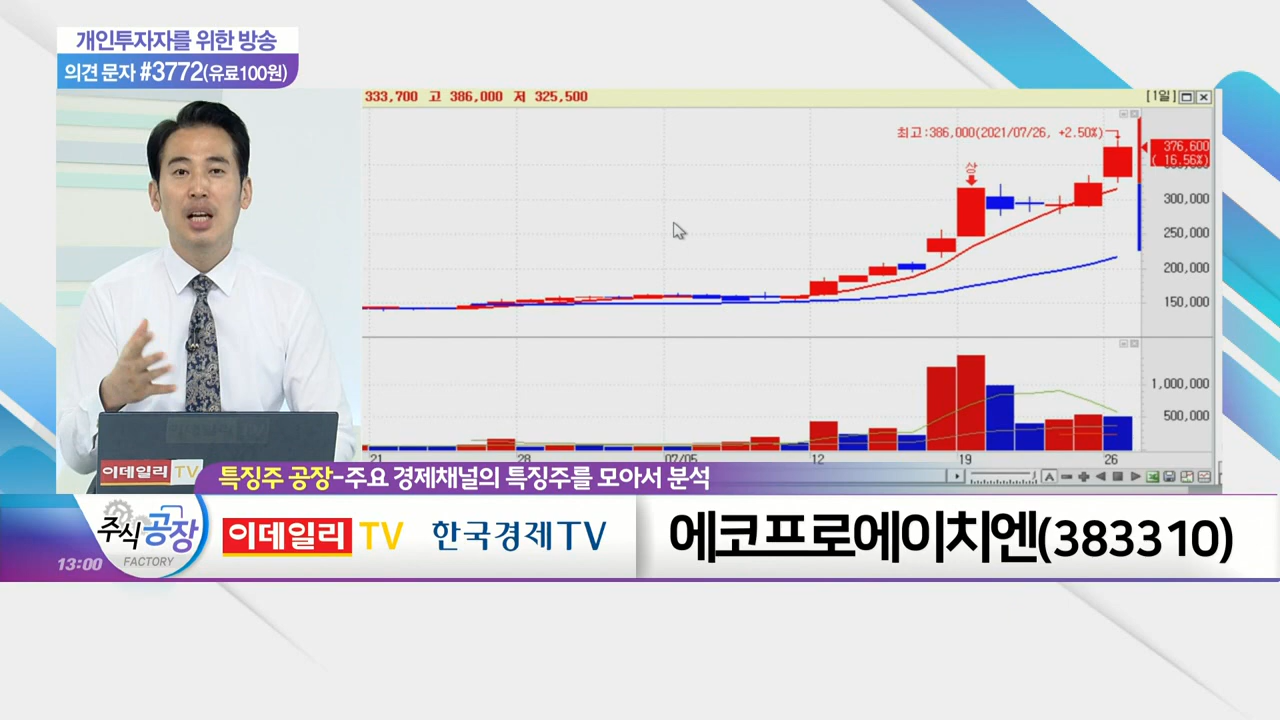 개인투자자를 위한 방송
의견 문자 #3772(유료100원)
333,700 고 386,000 저 325,500
[1일]
최고:386,000(2021/07/26, +2.50%)
상
376,600
( 16,56%)
300,000
250,000
200,000
150,000
1,000,000
500,000
21 28 07/05 12 19 26
A
이데일리 TV
특징주 공장-주요 경제채널의 특징주를 모아서 분석
주식공장
FACTORY
13:00
이데일리 TV 한국경제TV
에코프로에이치엔(383310)